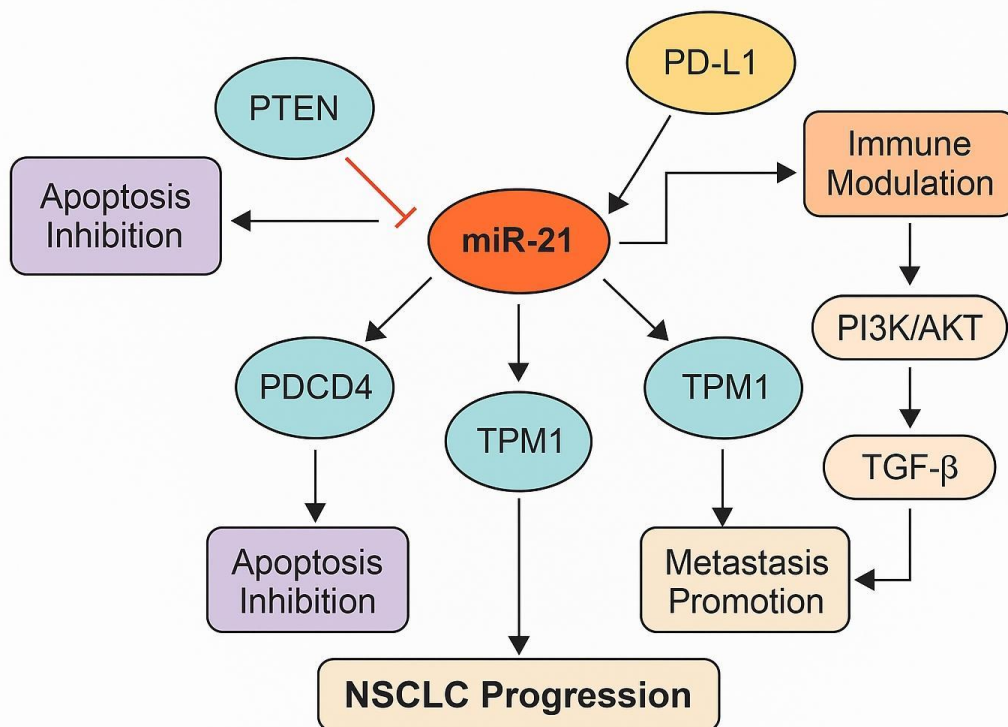 PD-L1
PTEN
Immune
Modulation
Apoptosis
Inhibition
miR-21
PI3K/AKT
PDCD4
TPM1
TPM1
TGF-β
Apoptosis
Inhibition
Metastasis
Promotion
NSCLC Progression